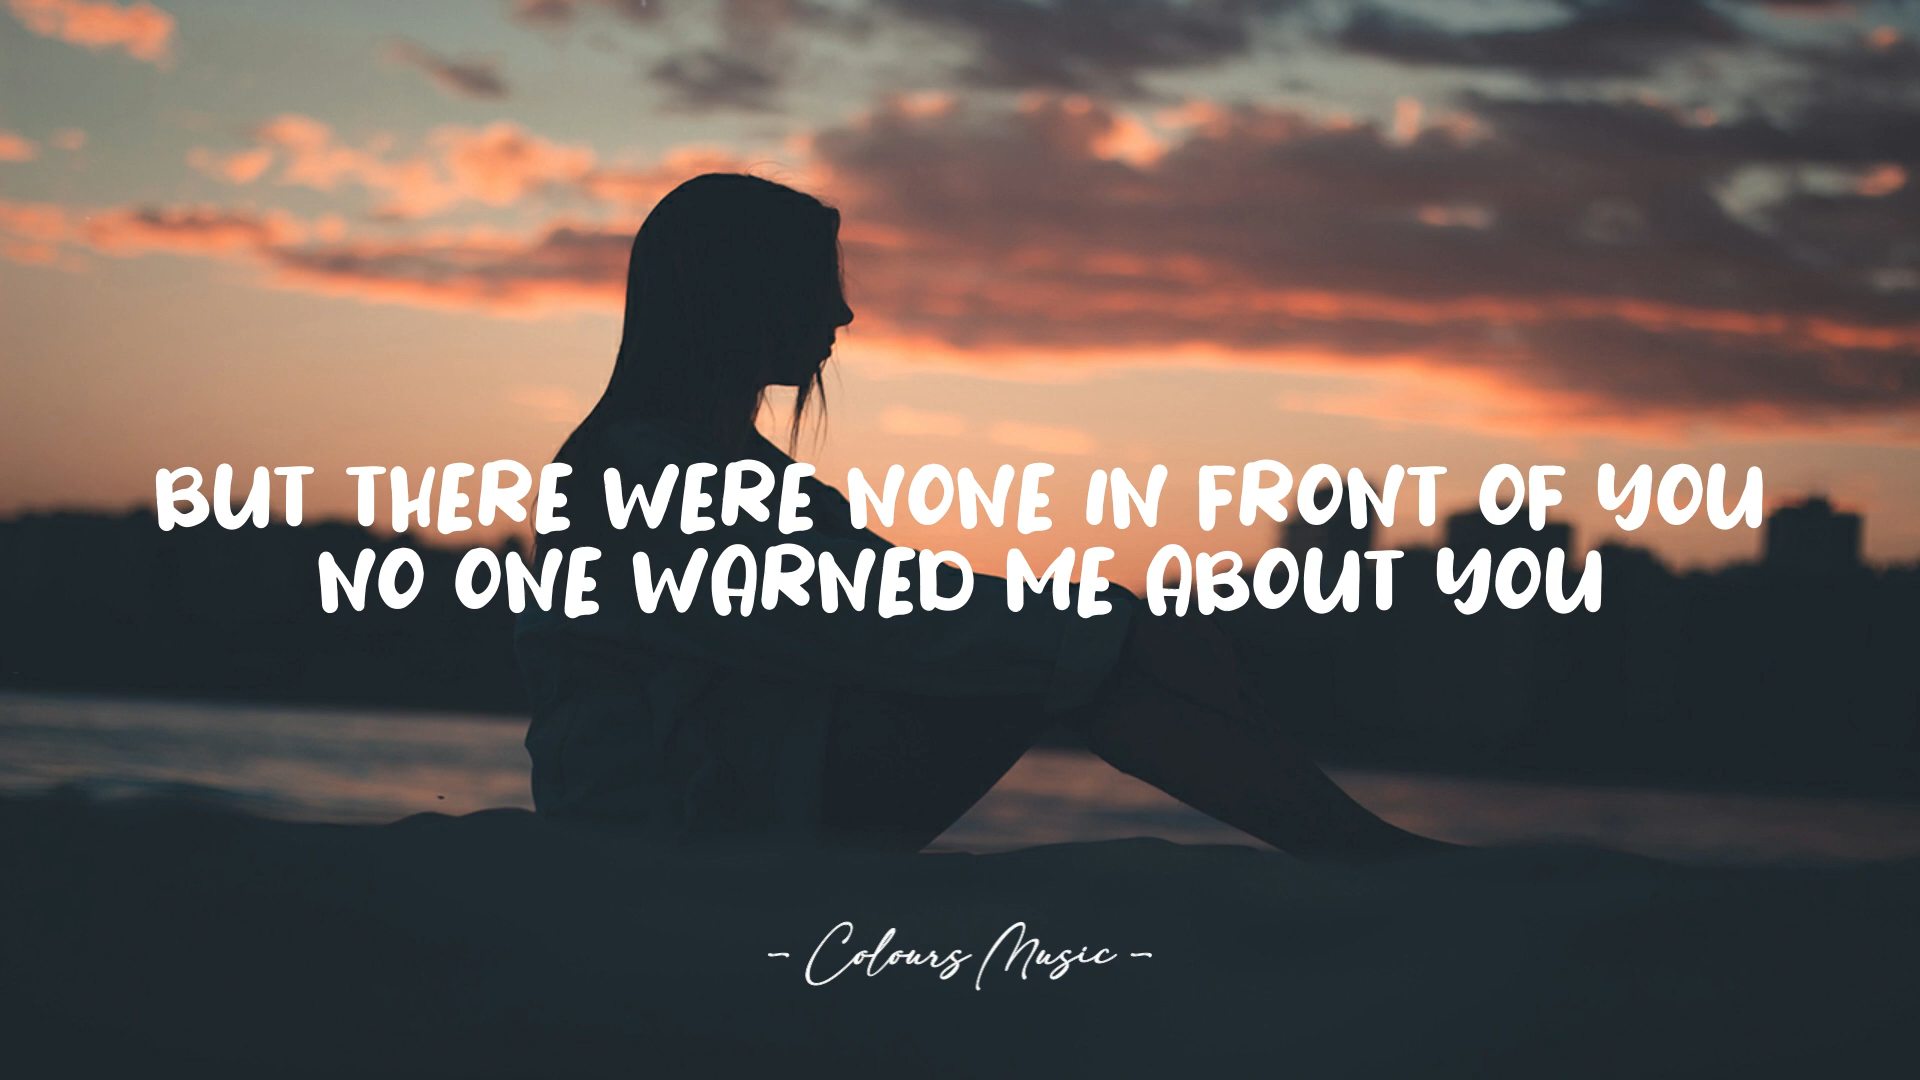 BUT THERE WERE NONE IN FRONT OF YOU
NO ONE WARNED ME ABOUT YOU
- Colours Music -